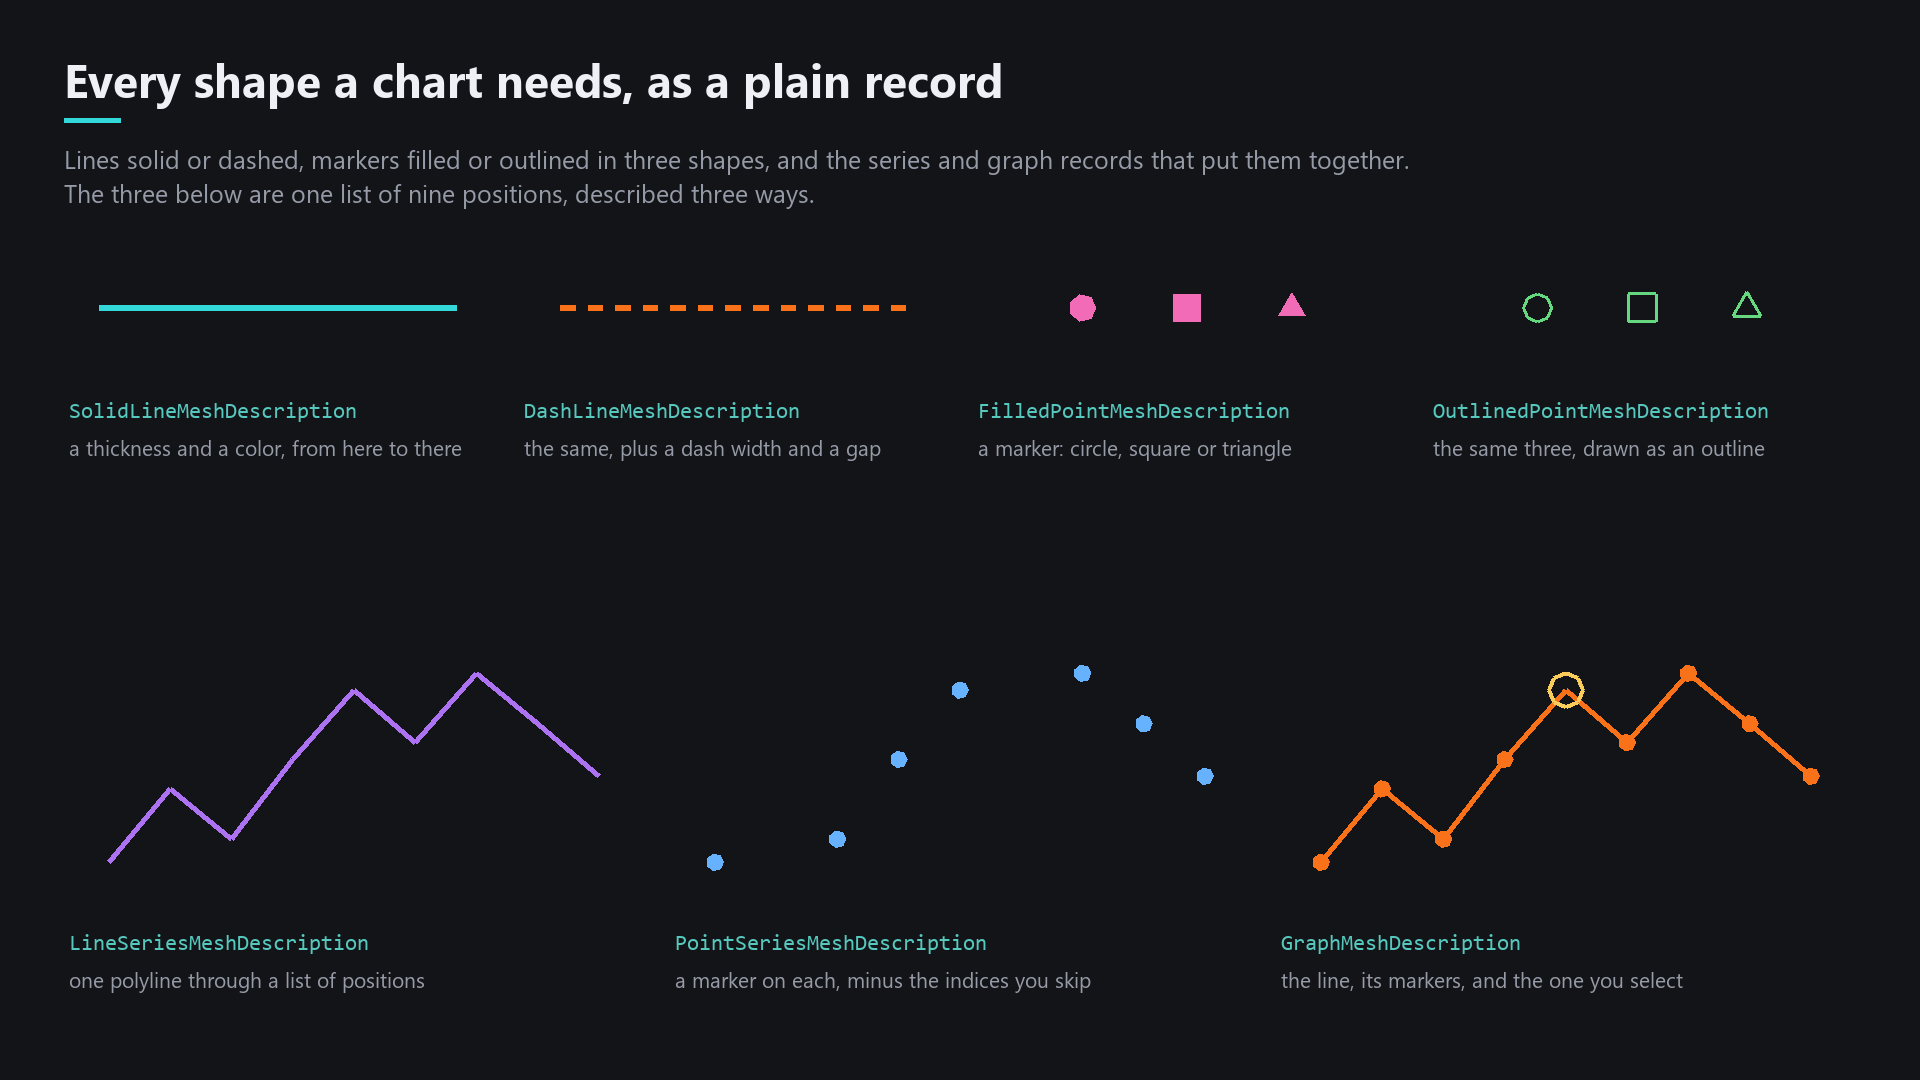 Every shape a chart needs, as a plain record
Lines solid or dashed, markers filled or outlined in three shapes, and the series and graph records that put them together.
The three below are one list of nine positions, described three ways.
SolidLineMeshDescription
a thickness and a color, from here to there
DashLineMeshDescription
the same, plus a dash width and a gap
FilledPointMeshDescription
a marker: circle, square or triangle
OutlinedPointMeshDescription
the same three, drawn as an outline
LineSeriesMeshDescription
one polyline through a list of positions
PointSeriesMeshDescription
a marker on each, minus the indices you skip
GraphMeshDescription
the line, its markers, and the one you select